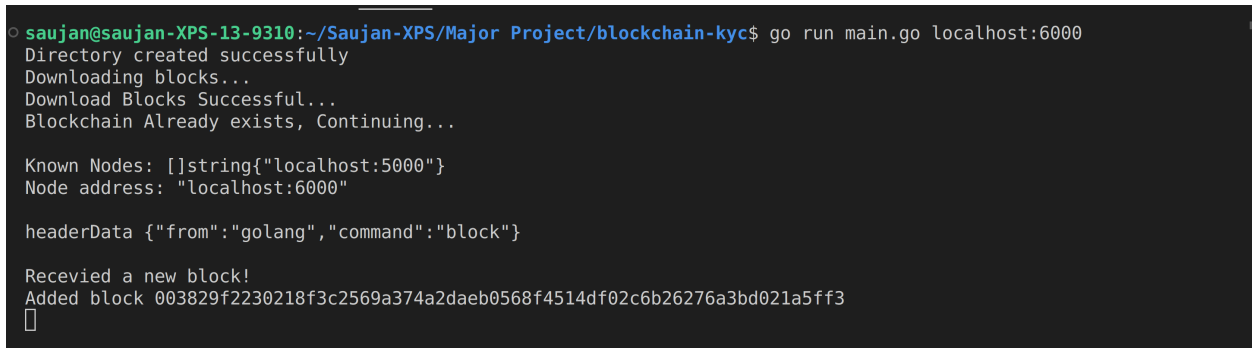 saujan@saujan-XPS-13-9310:~/Saujan-XPS/Major Project/blockchain-kyc$ go run main.go localhost:6000
Directory created successfully
Downloading blocks...
Download Blocks Successful...
Blockchain Already exists, Continuing...
Known Nodes: []string{"localhost:5000"}
Node address: "localhost:6000"
headerData {"from":"golang","command":"block"}
Recevied a new block!
Added block 003829f2230218f3c2569a374a2daeb0568f4514df02c6b26276a3bd021a5ff3